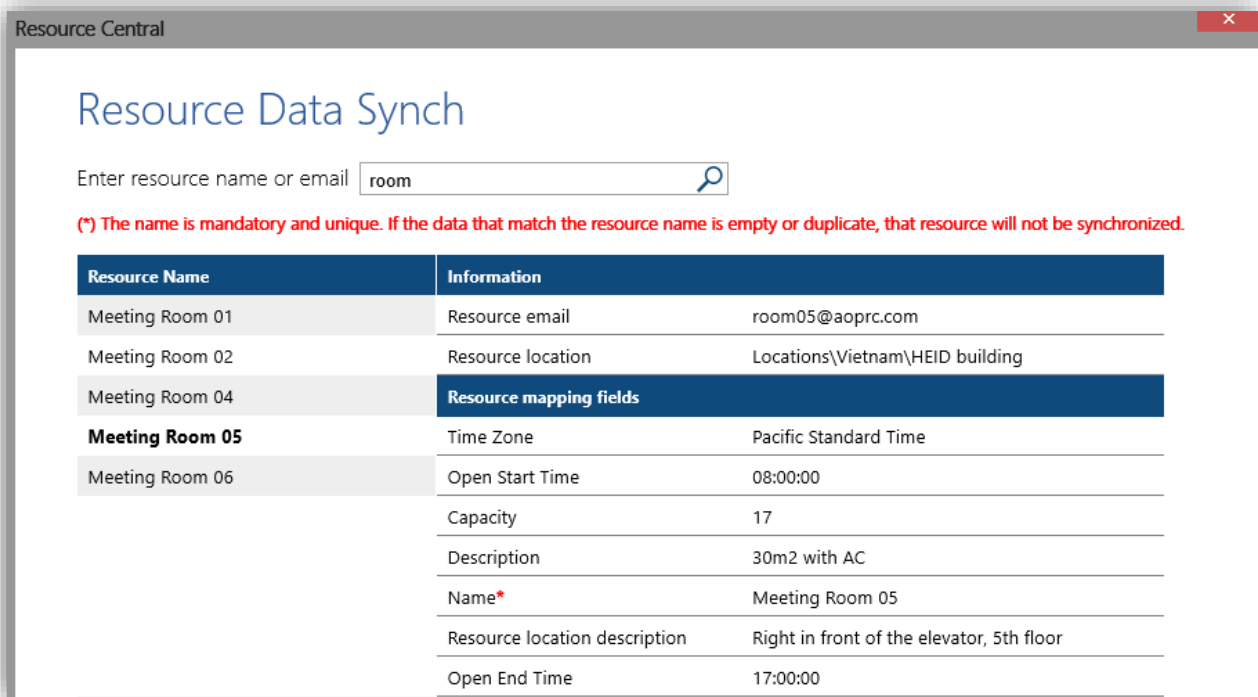 Resource Central
Resource Data Synch
Enter resource name or email room
(*) The name is mandatory and unique. If the data that match the resource name is empty or duplicate, that resource will not be synchronized.
Resource Name Information
Meeting Room 01 Resource email room05@aoprc.com
Meeting Room 02 Resource location Locations\Vietnam\HEID building
Meeting Room 04 Resource mapping fields
Meeting Room 05 Time Zone Pacific Standard Time
Meeting Room 06 Open Start Time 08:00:00
Capacity 17
Description 30m2 with AC
Name* Meeting Room 05
Resource location description Right in front of the elevator, 5th floor
Open End Time 17:00:00